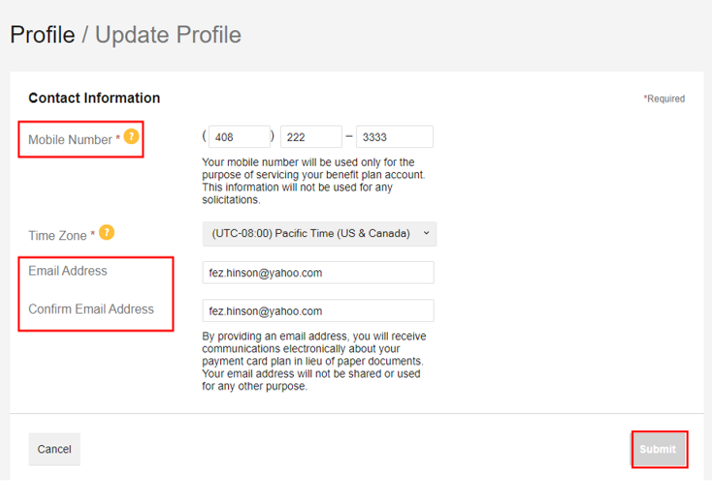 Profile / Update Profile
Contact Information
*Required
Mobile Number * ?
( 408 ) 222 – 3333
Your mobile number will be used only for the
purpose of servicing your benefit plan account.
This information will not be used for any
solicitations.
Time Zone * ?
(UTC-08:00) Pacific Time (US & Canada)
Email Address
fez.hinson@yahoo.com
Confirm Email Address
fez.hinson@yahoo.com
By providing an email address, you will receive
communications electronically about your
payment card plan in lieu of paper documents.
Your email address will not be shared or used
for any other purpose.
Cancel
Submit